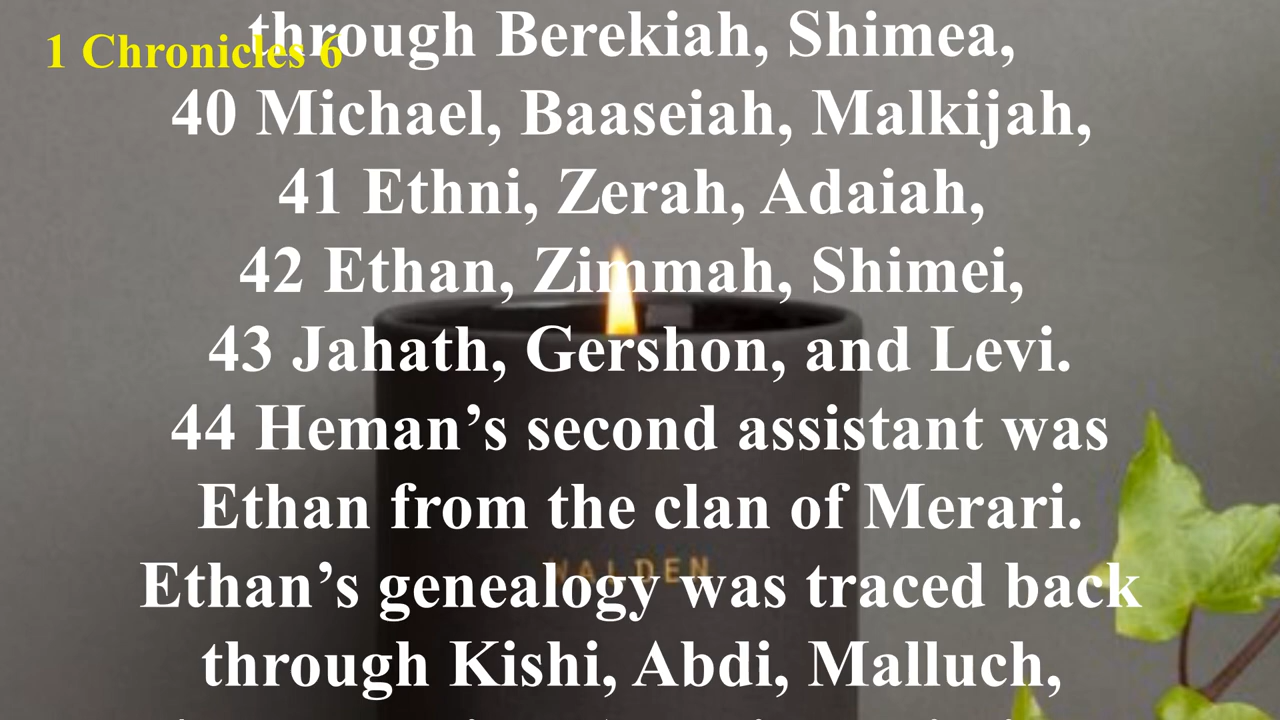 1 Chronicles 6
through Berekiah, Shimea,
40 Michael, Baaseiah, Malkijah,
41 Ethni, Zerah, Adaiah,
42 Ethan, Zimmah, Shimei,
43 Jahath, Gershon, and Levi.
44 Heman’s second assistant was
Ethan from the clan of Merari.
WALDEN
Ethan’s genealogy was traced back
through Kishi, Abdi, Malluch,